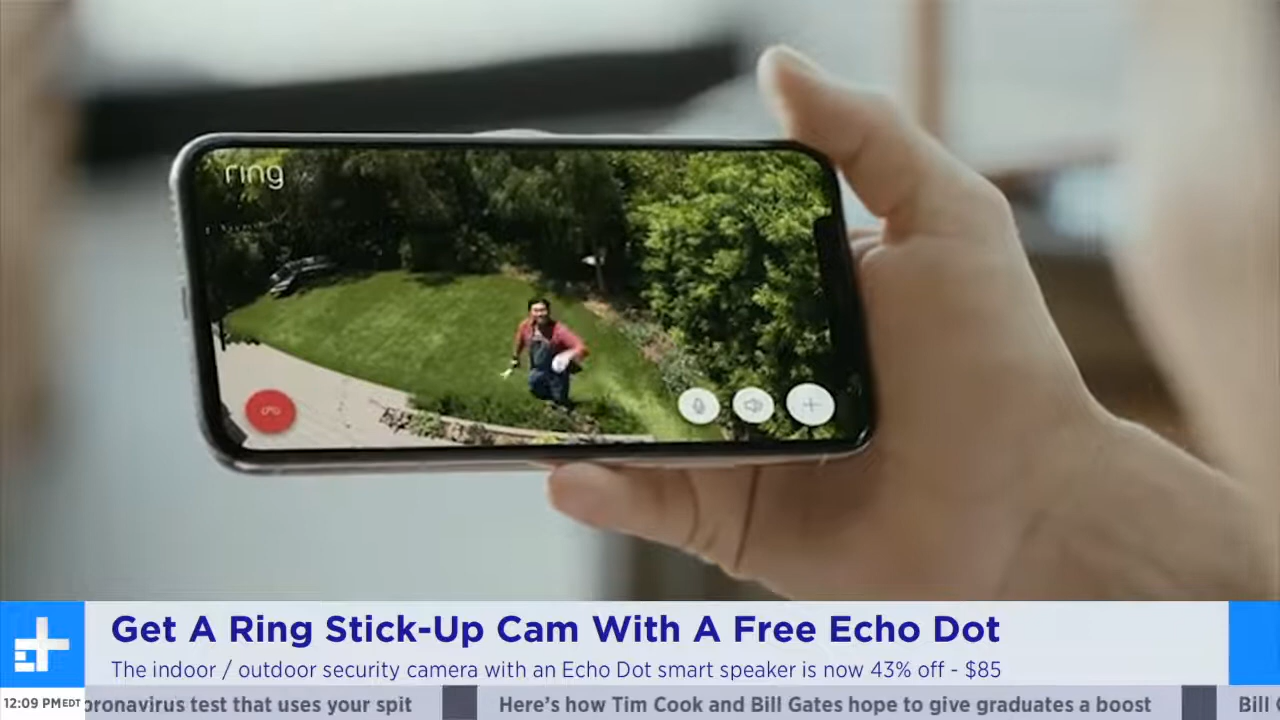 ring
Get A Ring Stick-Up Cam With A Free Echo Dot
The indoor / outdoor security camera with an Echo Dot smart speaker is now 43% off - $85
12:09 PM EDT
oronavirus test that uses your spit
Here's how Tim Cook and Bill Gates hope to give graduates a boost
Bill